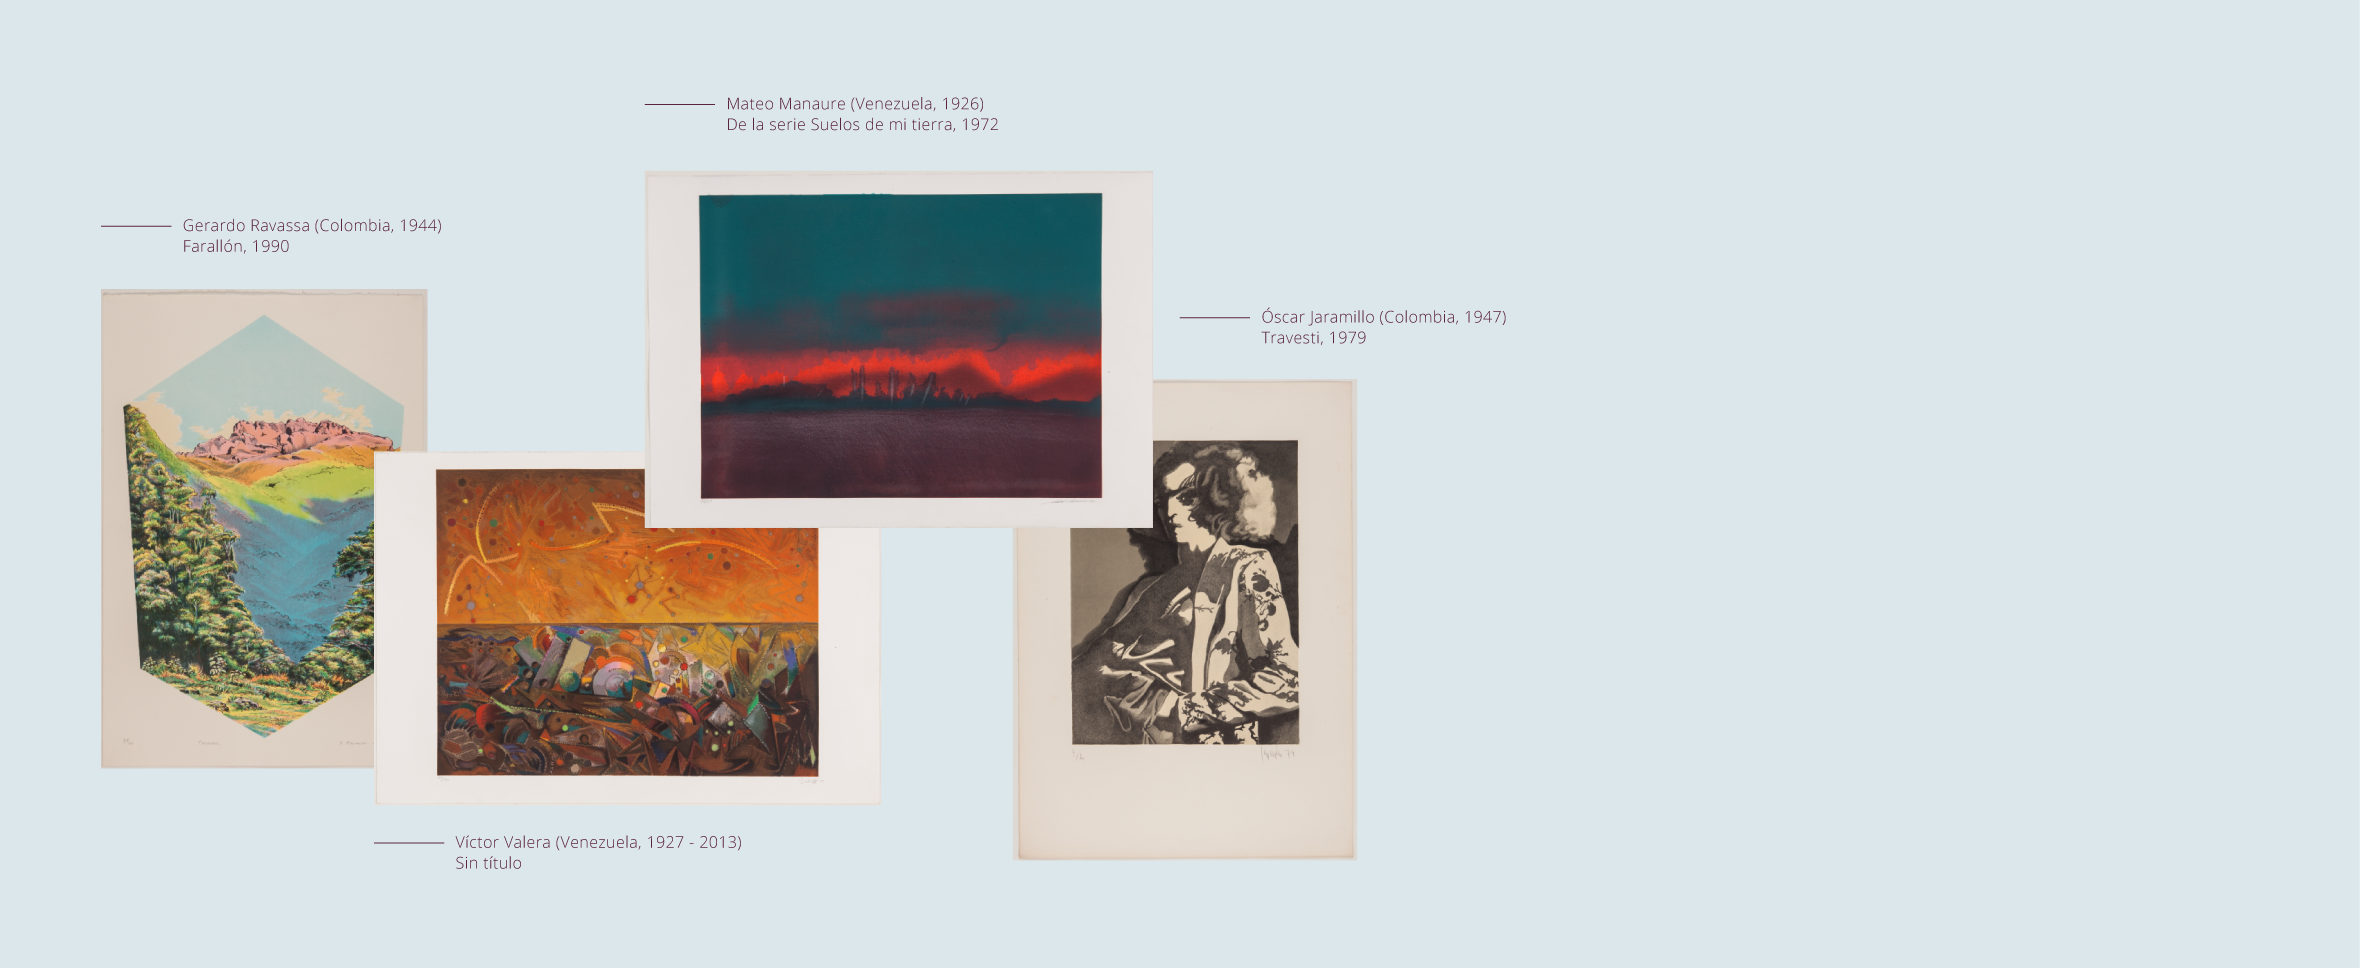 Mateo Manaure (Venezuela, 1926)
De la serie Suelos de mi tierra, 1972
Gerardo Ravassa (Colombia, 1944)
Farallón, 1990
Óscar Jaramillo (Colombia, 1947)
Travesti, 1979
Víctor Valera (Venezuela, 1927 - 2013)
Sin título